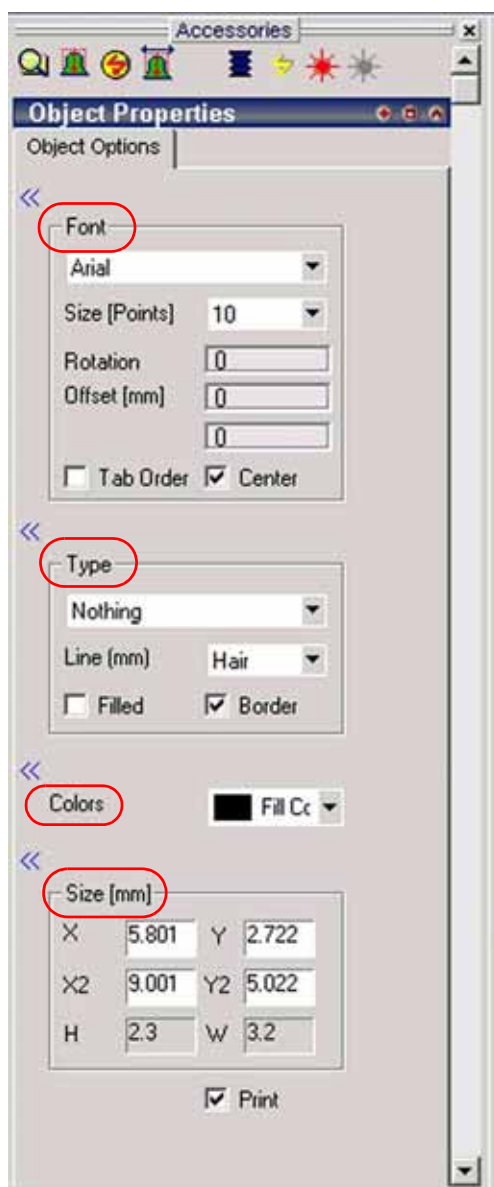 Accessories
Object Properties
Object Options
Font
Arial
Size [Points] 10
Rotation 0
Offset [mm] 0
0
Tab Order Center
Type
Nothing
Line (mm) Hair
Filled Border
Colors Fill Cc
Size [mm]
X 5.801 Y 2.722
X2 9.001 Y2 5.022
H 2.3 W 3.2
Print